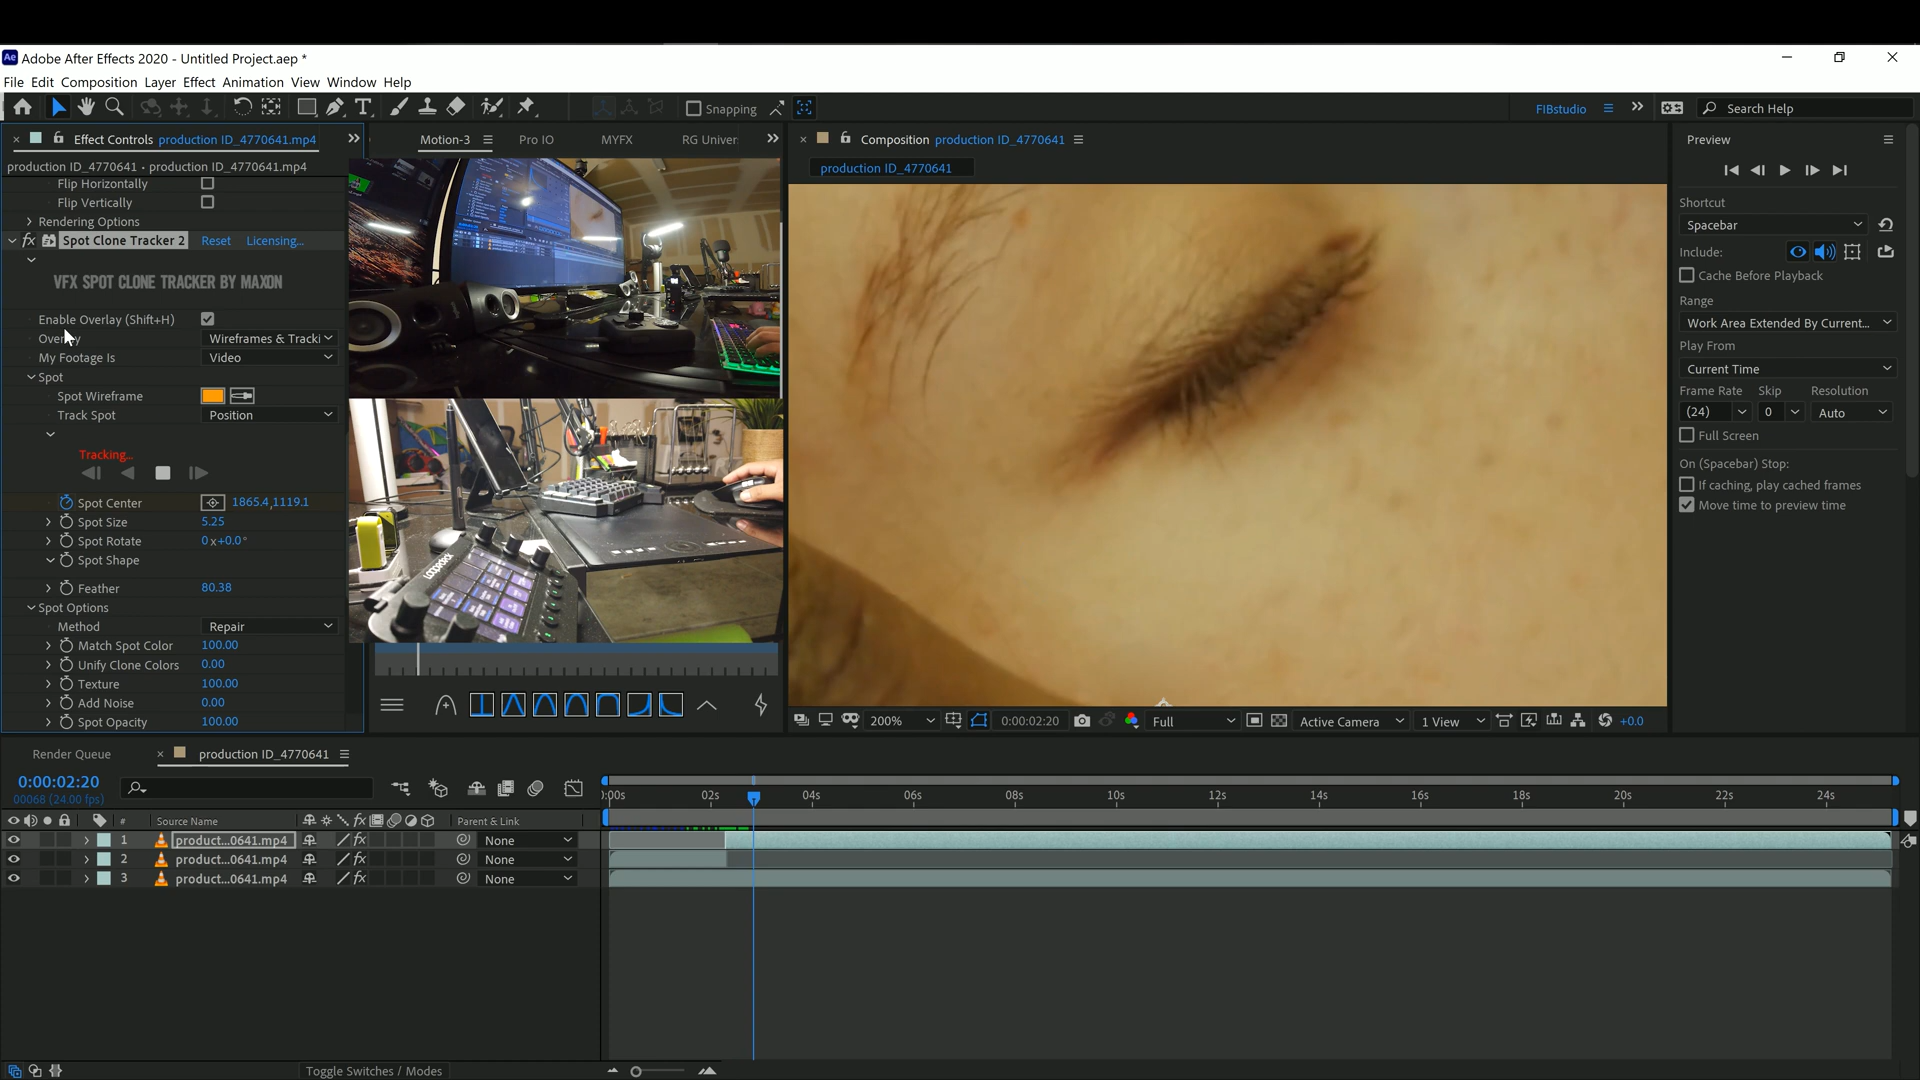 Adobe After Effects 2020 - Untitled Project.aep *
File Edit Composition Layer Effect Animation View Window Help
Snapping
FIBstudio
Search Help
Effect Controls production ID_4770641.mp4
Motion-3
Pro IO
MYFX
RG Univer
Composition production ID_4770641
Preview
production ID_4770641 • production ID_4770641.mp4
production ID_4770641
Flip Horizontally
Flip Vertically
Rendering Options
fx Spot Clone Tracker 2 Reset Licensing...
VFX SPOT CLONE TRACKER BY MAXON
Enable Overlay (Shift+H)
Wireframes & Tracki
My Footage Is Video
Spot
Spot Wireframe
Track Spot Position
Tracking...
Spot Center 1865.4,1119.1
Spot Size 5.25
Spot Rotate 0x+0.0°
Spot Shape
Feather 80.38
Spot Options
Method Repair
Match Spot Color 100.00
Unify Clone Colors 0.00
Texture 100.00
Add Noise 0.00
Spot Opacity 100.00
Loupedeck
Shortcut
Spacebar
Include:
Cache Before Playback
Range
Work Area Extended By Current...
Play From
Current Time
Frame Rate Skip Resolution
(24) 0 Auto
Full Screen
On (Spacebar) Stop:
If caching, play cached frames
Move time to preview time
200% 0:00:02:20 Full Active Camera 1 View +0.0
Render Queue
production ID_4770641
0:00:02:20
00068 (24.00 fps)
:00s 02s 04s 06s 08s 10s 12s 14s 16s 18s 20s 22s 24s
# Source Name fx Parent & Link
1 product...0641.mp4 fx None
2 product...0641.mp4 fx None
3 product...0641.mp4 fx None
Toggle Switches / Modes